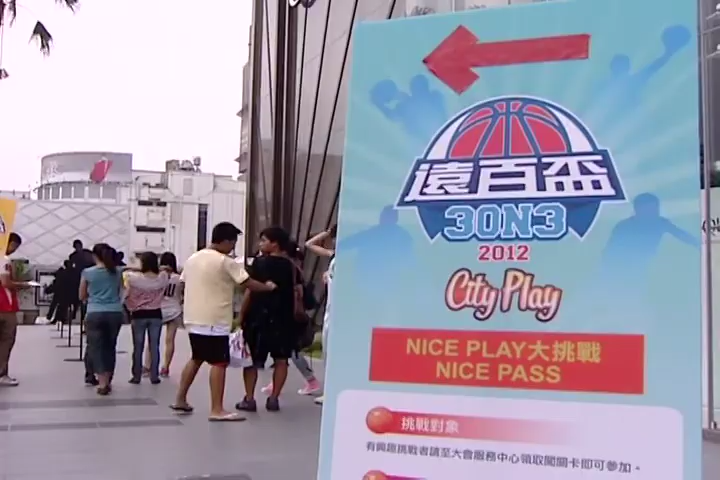 遠百盃
3ON3
2012
City Play
NICE PLAY大挑戰
NICE PASS
挑戰對象
有興趣挑戰者請至大會服務中心領取闖關卡即可參加。